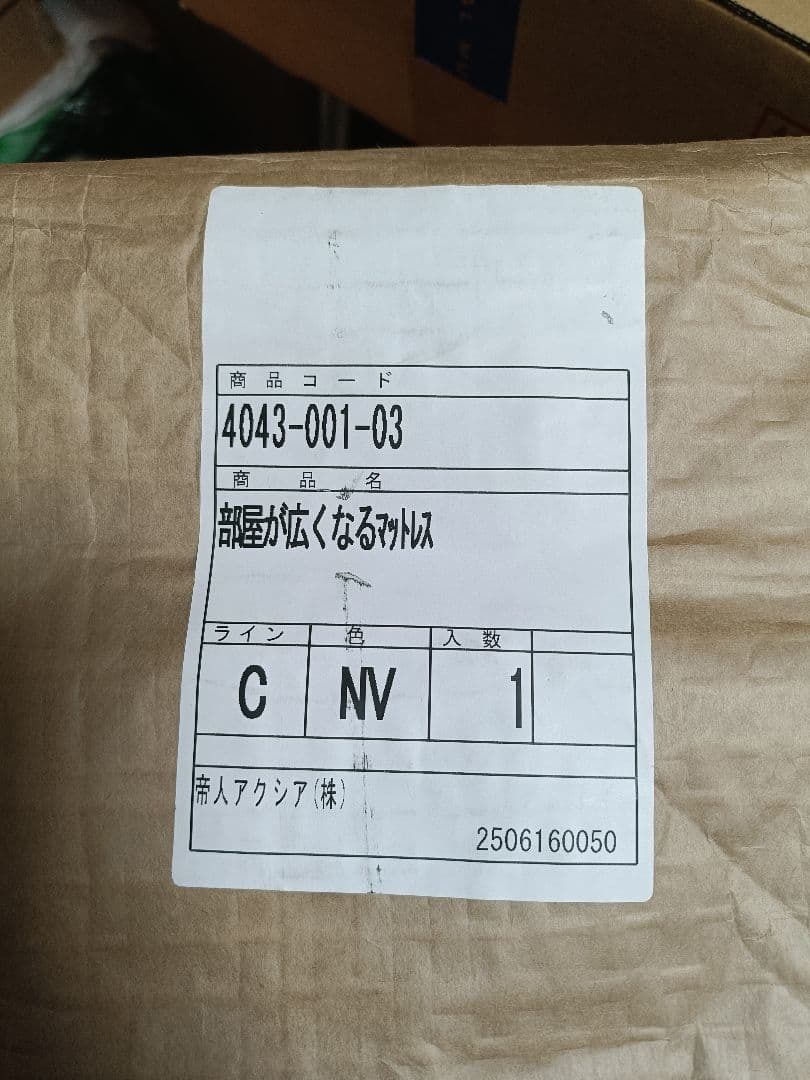 商品コード
4043-001-03
商品名
部屋が広くなるマットレス
ライン 色 入数
C NV 1
帝人アクシア(株)
2506160050